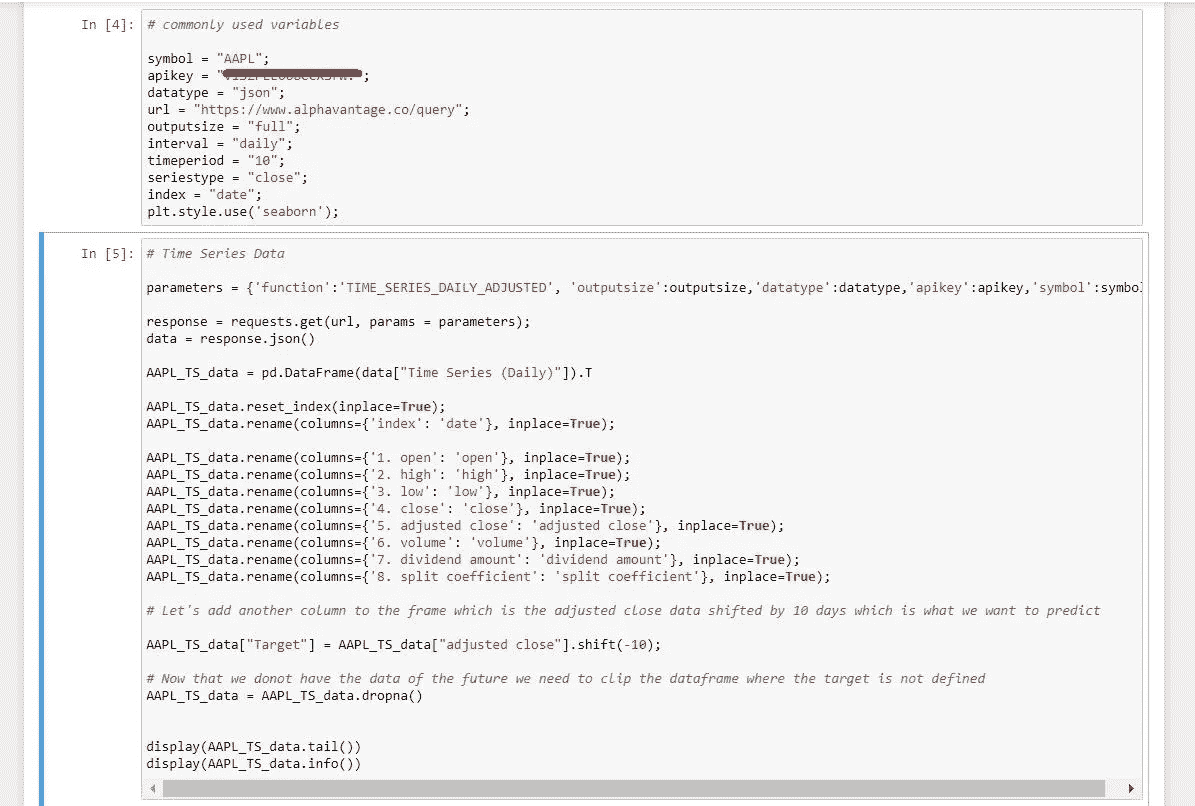 In [4]: # commonly used variables
symbol = "AAPL";
apikey = " ";
datatype = "json";
url = "https://www.alphavantage.co/query";
outputsize = "full";
interval = "daily";
timeperiod = "10";
seriestype = "close";
index = "date";
plt.style.use('seaborn');
In [5]: # Time Series Data
parameters = {'function':'TIME_SERIES_DAILY_ADJUSTED', 'outputsize':outputsize,'datatype':datatype,'apikey':apikey,'symbol':symbo
response = requests.get(url, params = parameters);
data = response.json()
AAPL_TS_data = pd.DataFrame(data["Time Series (Daily)"]).T
AAPL_TS_data.reset_index(inplace=True);
AAPL_TS_data.rename(columns={'index': 'date'}, inplace=True);
AAPL_TS_data.rename(columns={'1. open': 'open'}, inplace=True);
AAPL_TS_data.rename(columns={'2. high': 'high'}, inplace=True);
AAPL_TS_data.rename(columns={'3. low': 'low'}, inplace=True);
AAPL_TS_data.rename(columns={'4. close': 'close'}, inplace=True);
AAPL_TS_data.rename(columns={'5. adjusted close': 'adjusted close'}, inplace=True);
AAPL_TS_data.rename(columns={'6. volume': 'volume'}, inplace=True);
AAPL_TS_data.rename(columns={'7. dividend amount': 'dividend amount'}, inplace=True);
AAPL_TS_data.rename(columns={'8. split coefficient': 'split coefficient'}, inplace=True);
# Let's add another column to the frame which is the adjusted close data shifted by 10 days which is what we want to predict
AAPL_TS_data["Target"] = AAPL_TS_data["adjusted close"].shift(-10);
# Now that we donot have the data of the future we need to clip the dataframe where the target is not defined
AAPL_TS_data = AAPL_TS_data.dropna()
display(AAPL_TS_data.tail())
display(AAPL_TS_data.info())